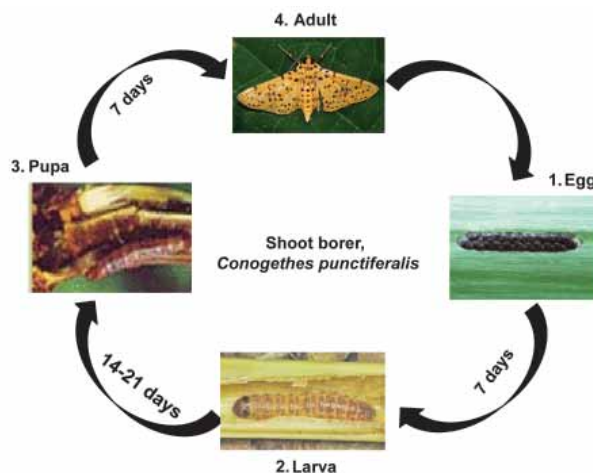 4. Adult
7 days
3. Pupa
1. Egg
Shoot borer,
Conogethes punctiferalis
14-21 days
7 days
2. Larva